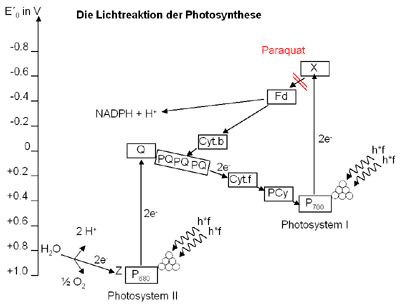 E´₀ in V
Die Lichtreaktion der Photosynthese
-0.8
-0.6
-0.4
-0.2
0
+0.2
+0.4
+0.6
+0.8
+1.0
Paraquat
X
Fd
NADPH + H⁺
Cyt.b
2e⁻
Q
PQ PQ PQ
2e⁻
Cyt.f
PCy
P₇₀₀
h*f
h*f
Photosystem I
2e⁻
h*f
h*f
H₂O
2 H⁺
2e⁻
½ O₂
Z
P₆₈₀
Photosystem II